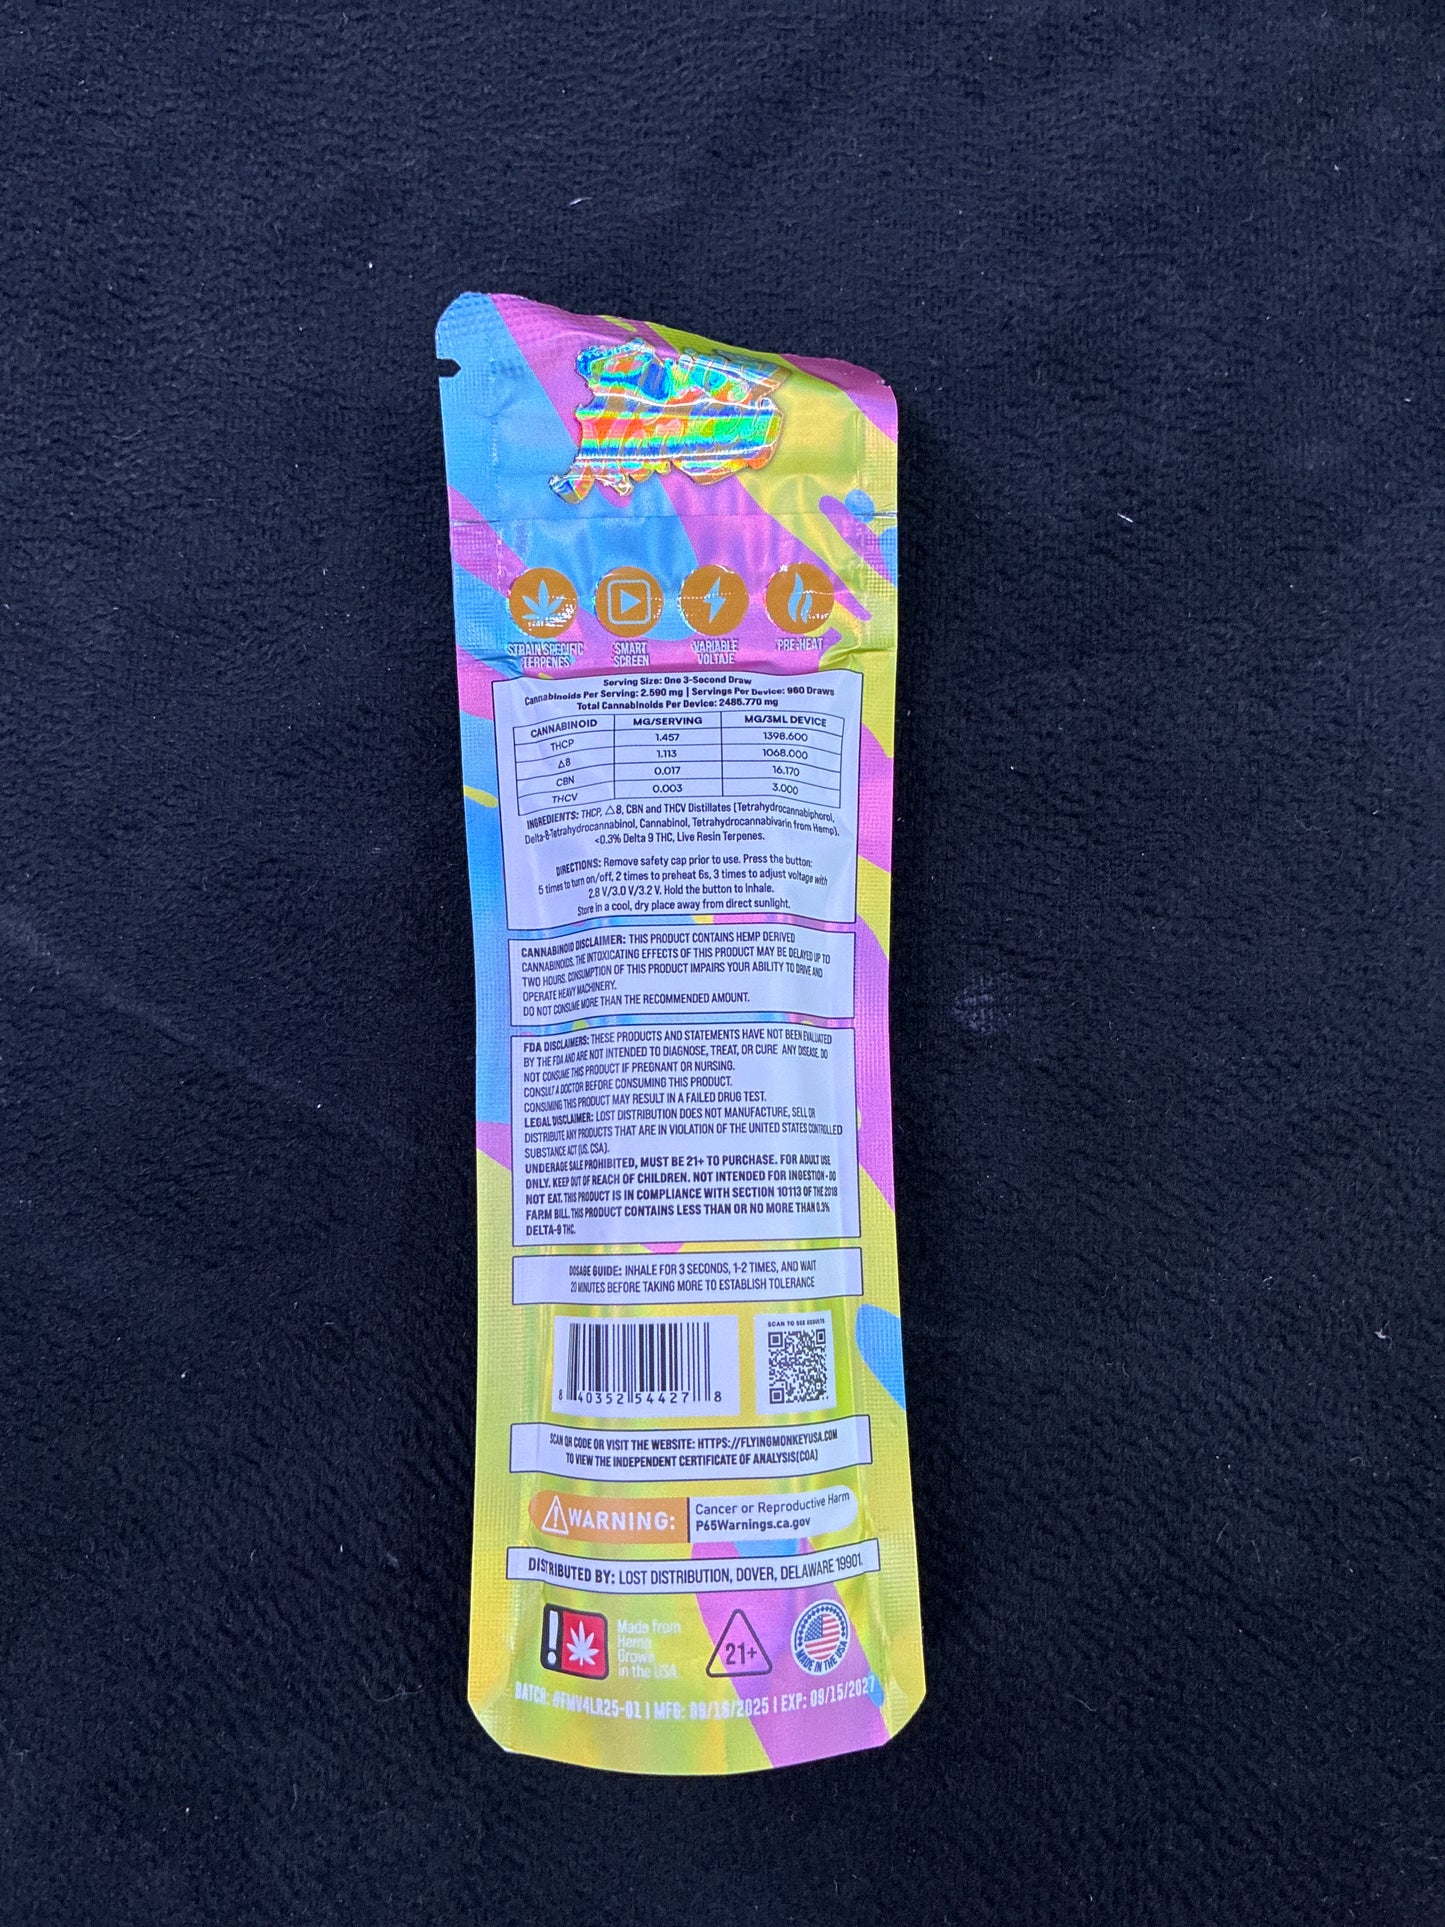 Flying
Monkey
STRAIN SPECIFIC
TERPENES
SMART
SCREEN
VARIABLE
VOLTAJE
PRE-HEAT
Serving Size: One 3-Second Draw
Cannabinoids Per Serving: 2.590 mg | Servings Per Device: 960 Draws
Total Cannabinoids Per Device: 2485.770 mg
CANNABINOID MG/SERVING MG/3ML DEVICE
THCP 1.457 1398.600
Δ8 1.113 1068.000
CBN 0.017 16.170
THCV 0.003 3.000
INGREDIENTS: THCP, Δ8, CBN and THCV Distillates (Tetrahydrocannabiphorol,
Delta-8-Tetrahydrocannabinol, Cannabinol, Tetrahydrocannabivarin from Hemp),
<0.3% Delta 9 THC, Live Resin Terpenes.
DIRECTIONS: Remove safety cap prior to use. Press the button:
5 times to turn on/off, 2 times to preheat 6s, 3 times to adjust voltage with
2.8 V/3.0 V/3.2 V. Hold the button to Inhale.
Store in a cool, dry place away from direct sunlight.
CANNABINOID DISCLAIMER: THIS PRODUCT CONTAINS HEMP DERIVED
CANNABINOIDS. THE INTOXICATING EFFECTS OF THIS PRODUCT MAY BE DELAYED UP TO
TWO HOURS. CONSUMPTION OF THIS PRODUCT IMPAIRS YOUR ABILITY TO DRIVE AND
OPERATE HEAVY MACHINERY.
DO NOT CONSUME MORE THAN THE RECOMMENDED AMOUNT.
FDA DISCLAIMERS: THESE PRODUCTS AND STATEMENTS HAVE NOT BEEN EVALUATED
BY THE FDA AND ARE NOT INTENDED TO DIAGNOSE, TREAT, OR CURE ANY DISEASE. DO
NOT CONSUME THIS PRODUCT IF PREGNANT OR NURSING.
CONSULT A DOCTOR BEFORE CONSUMING THIS PRODUCT.
CONSUMING THIS PRODUCT MAY RESULT IN A FAILED DRUG TEST.
LEGAL DISCLAIMER: LOST DISTRIBUTION DOES NOT MANUFACTURE, SELL OR
DISTRIBUTE ANY PRODUCTS THAT ARE IN VIOLATION OF THE UNITED STATES CONTROLLED
SUBSTANCE ACT (US. CSA).
UNDERAGE SALE PROHIBITED, MUST BE 21+ TO PURCHASE. FOR ADULT USE
ONLY. KEEP OUT OF REACH OF CHILDREN. NOT INTENDED FOR INGESTION - DO
NOT EAT. THIS PRODUCT IS IN COMPLIANCE WITH SECTION 10113 OF THE 2018
FARM BILL. THIS PRODUCT CONTAINS LESS THAN OR NO MORE THAN 0.3%
DELTA-9 THC.
DOSAGE GUIDE: INHALE FOR 3 SECONDS, 1-2 TIMES, AND WAIT
20 MINUTES BEFORE TAKING MORE TO ESTABLISH TOLERANCE
SCAN TO SEE RESULTS
8 40352 54427 8
SCAN QR CODE OR VISIT THE WEBSITE: HTTPS://FLYINGMONKEYUSA.COM
TO VIEW THE INDEPENDENT CERTIFICATE OF ANALYSIS(COA)
WARNING:
Cancer or Reproductive Harm
P65Warnings.ca.gov
DISTRIBUTED BY: LOST DISTRIBUTION, DOVER, DELAWARE 19901.
Made from
Hemp
Grown
in the USA
21+
MADE IN THE USA
BATCH: #FMV4LR25-01 | MFG: 09/16/2025 | EXP: 09/15/2027